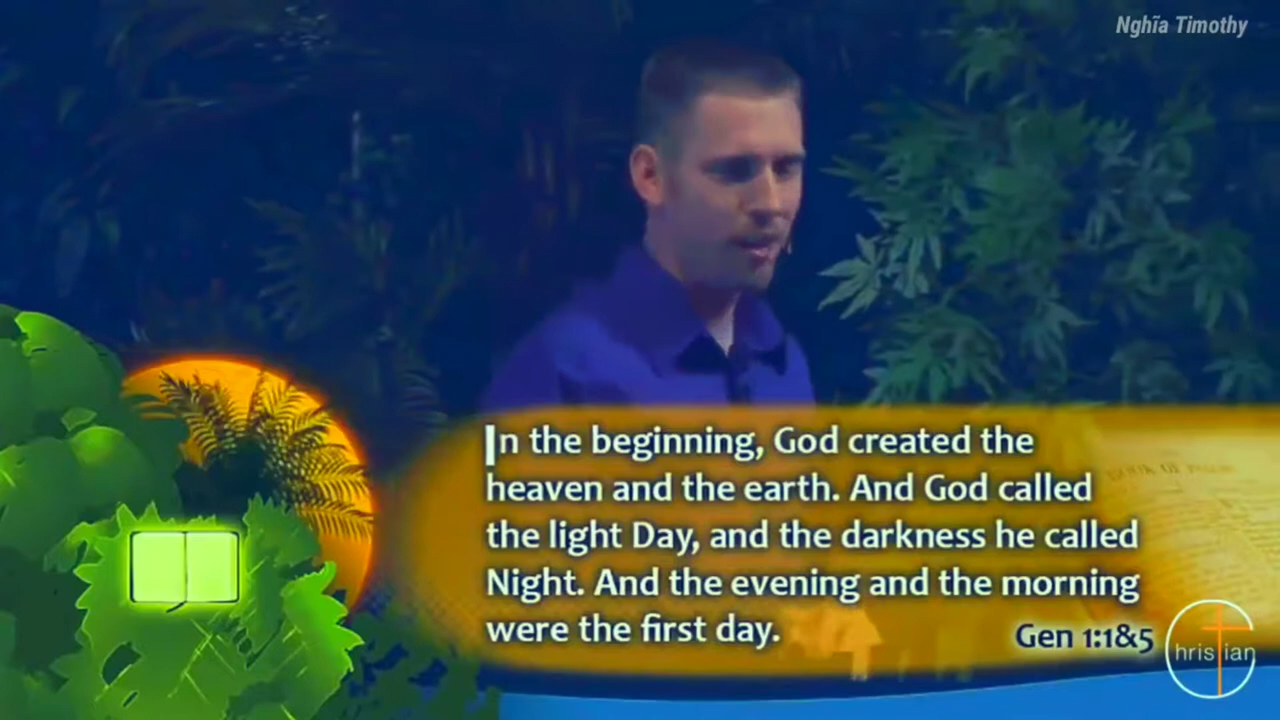 Nghĩa Timothy
In the beginning, God created the
heaven and the earth. And God called
the light Day, and the darkness he called
Night. And the evening and the morning
were the first day.
Gen 1:1&5
Christian